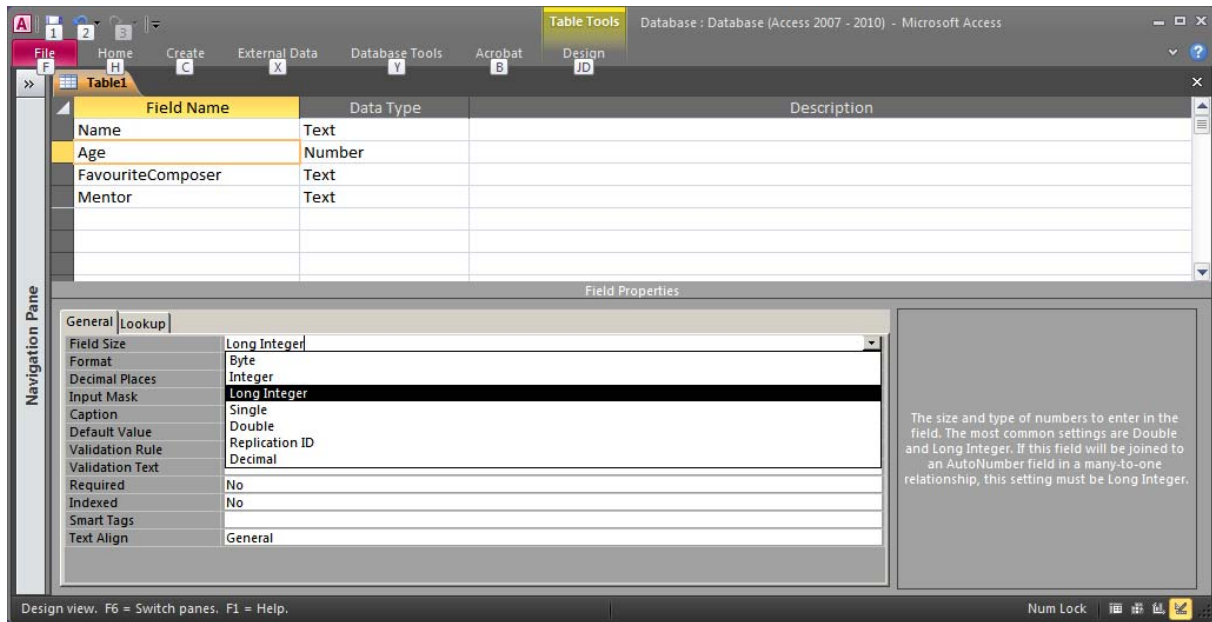 A 1 2 3 Table Tools Database : Database (Access 2007 - 2010) - Microsoft Access
File Home Create External Data Database Tools Acrobat Design
F H C X Y B JD
» Table1
Field Name Data Type Description
Name Text
Age Number
FavouriteComposer Text
Mentor Text
Navigation Pane
Field Properties
General Lookup
Field Size Long Integer
Format Byte
Decimal Places Integer
Input Mask Long Integer
Caption Single
Default Value Double
Validation Rule Replication ID
Validation Text Decimal
Required No
Indexed No
Smart Tags
Text Align General
The size and type of numbers to enter in the
field. The most common settings are Double
and Long Integer. If this field will be joined to
an AutoNumber field in a many-to-one
relationship, this setting must be Long Integer.
Design view. F6 = Switch panes. F1 = Help. Num Lock